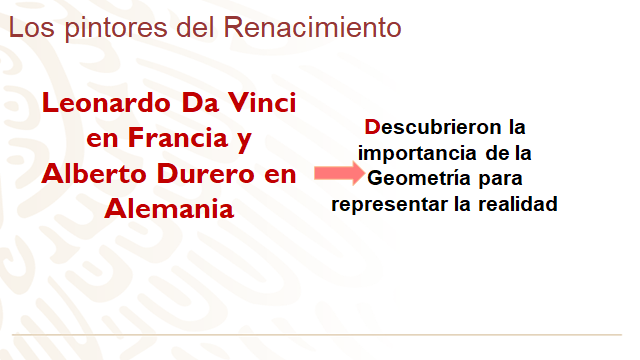 Los pintores del Renacimiento
Leonardo Da Vinci
en Francia y
Alberto Durero en
Alemania
Descubrieron la
importancia de la
Geometría para
representar la realidad